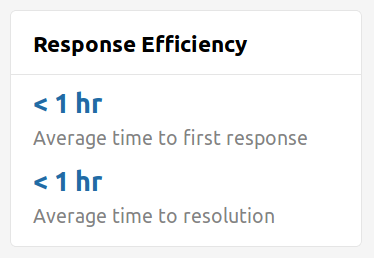 Response Efficiency
< 1 hr
Average time to first response
< 1 hr
Average time to resolution